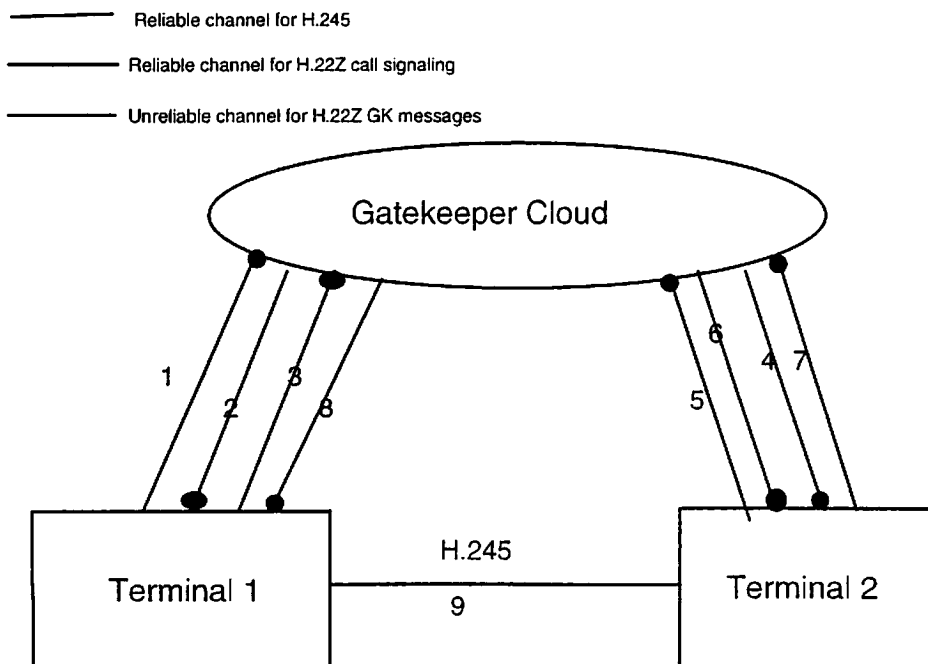 Reliable channel for H.245
Reliable channel for H.22Z call signaling
Unreliable channel for H.22Z GK messages
Gatekeeper Cloud
1
2
3
8
5
6
4
7
H.245
9
Terminal 1
Terminal 2